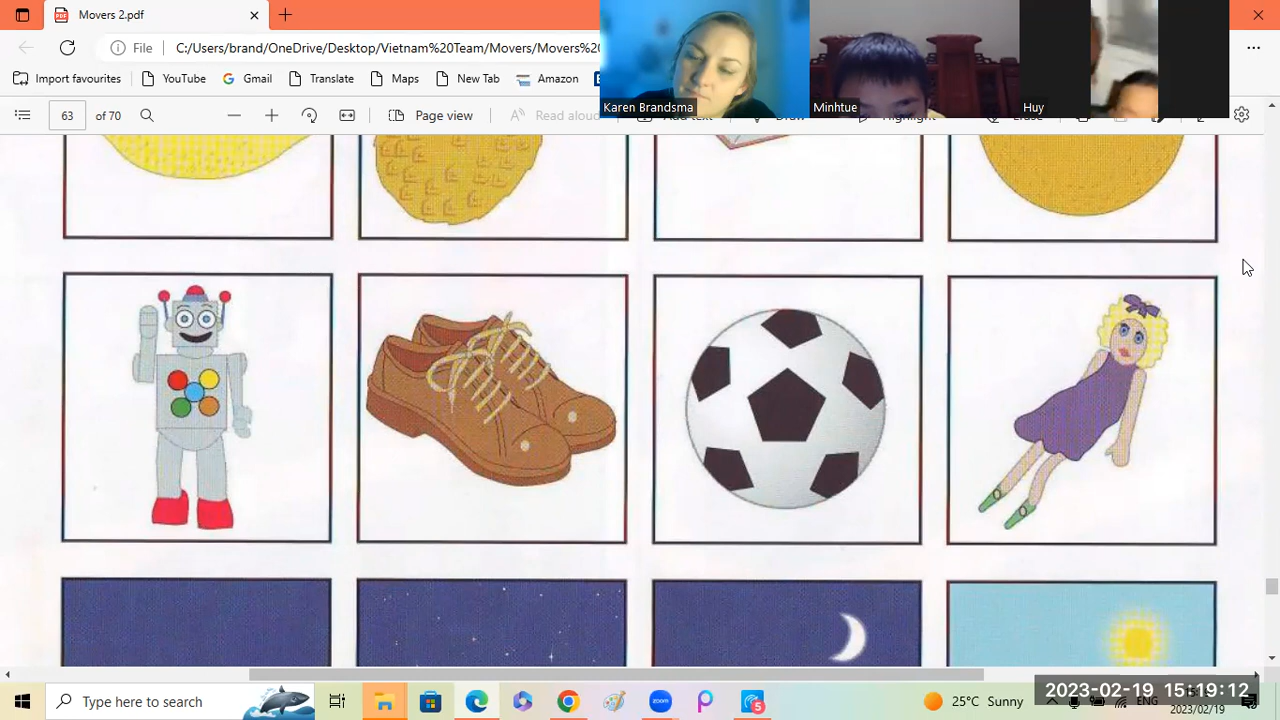 Movers 2.pdf
File C:/Users/brand/OneDrive/Desktop/Vietnam%20Team/Movers/Movers%20
Import favourites YouTube Gmail Translate Maps New Tab Amazon
63 of 70 Page view Read aloud
Karen Brandsma Minhtue Huy
Type here to search 25°C Sunny ENG
2023-02-19 15:19:12
2023/02/19
5